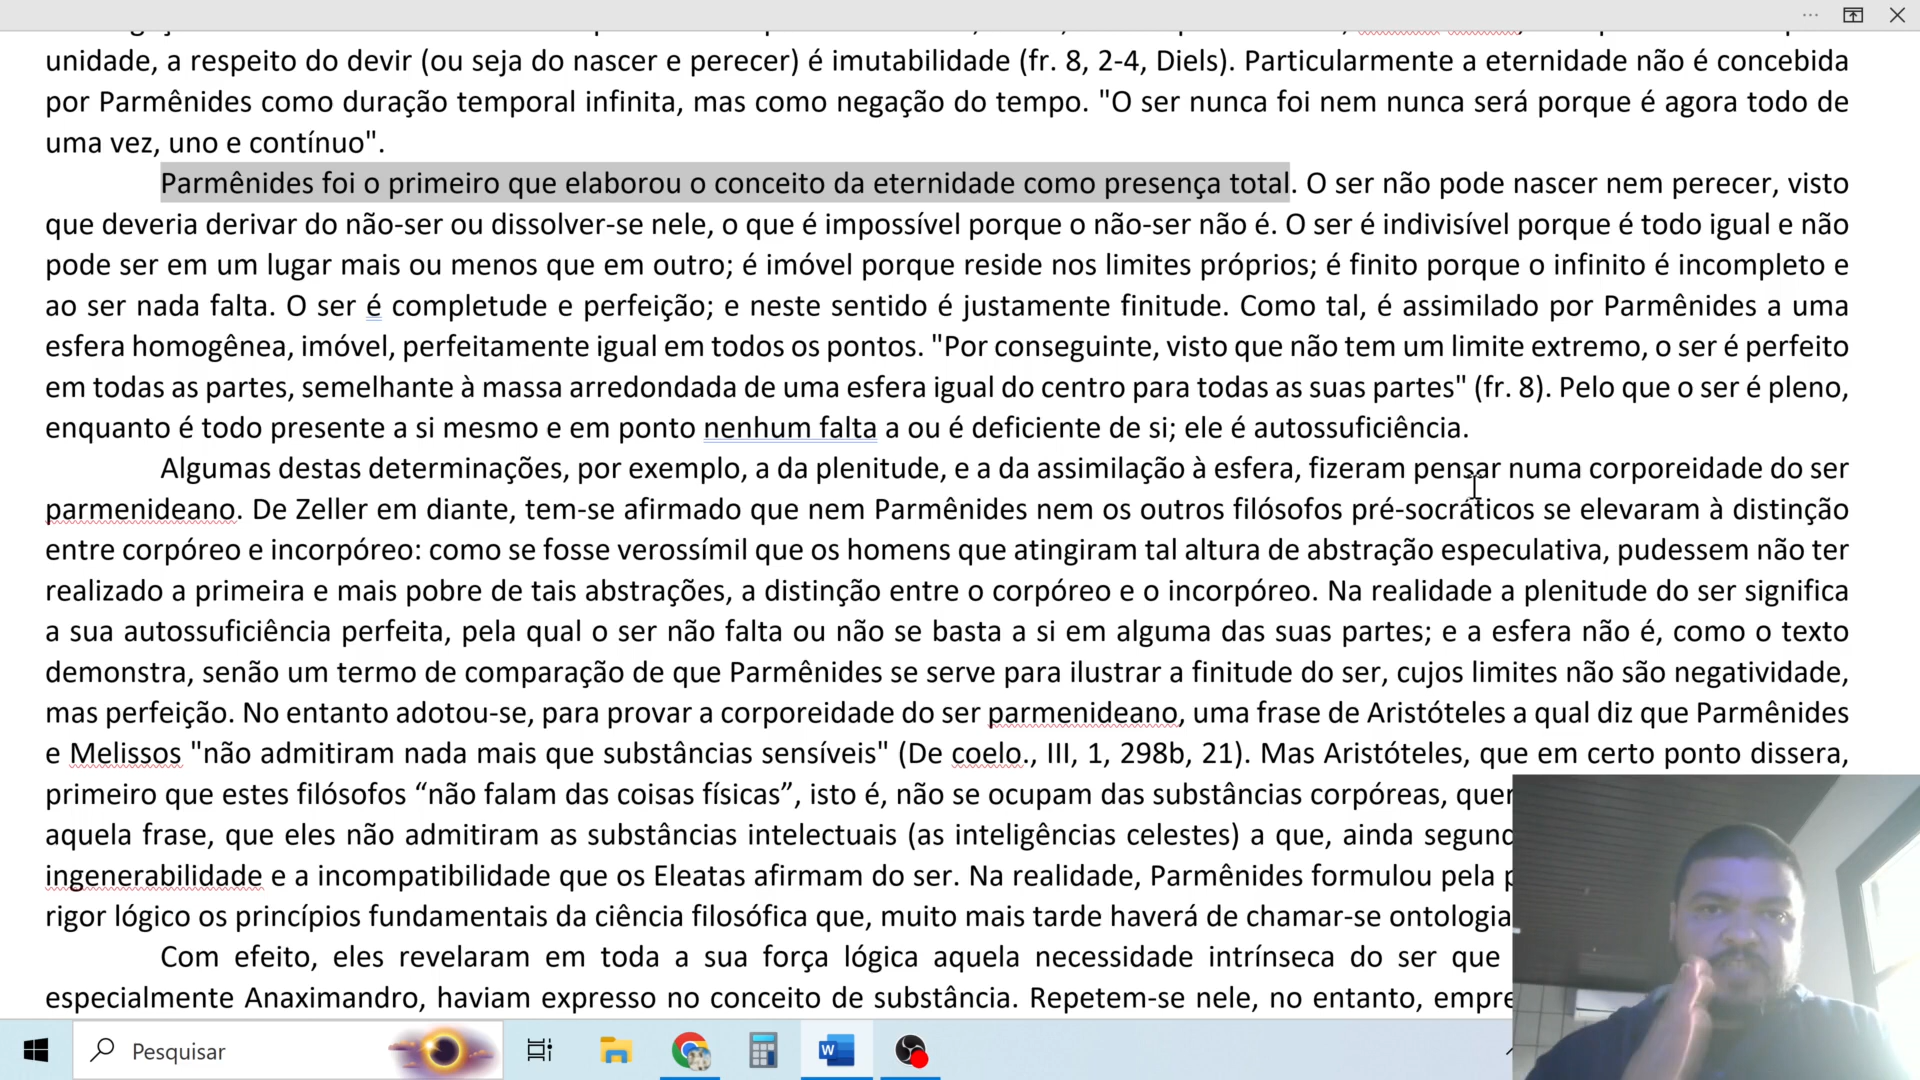 unidade, a respeito do devir (ou seja do nascer e perecer) é imutabilidade (fr. 8, 2-4, Diels). Particularmente a eternidade não é concebida
por Parmênides como duração temporal infinita, mas como negação do tempo. "O ser nunca foi nem nunca será porque é agora todo de
uma vez, uno e contínuo".
Parmênides foi o primeiro que elaborou o conceito da eternidade como presença total. O ser não pode nascer nem perecer, visto
que deveria derivar do não-ser ou dissolver-se nele, o que é impossível porque o não-ser não é. O ser é indivisível porque é todo igual e não
pode ser em um lugar mais ou menos que em outro; é imóvel porque reside nos limites próprios; é finito porque o infinito é incompleto e
ao ser nada falta. O ser é completude e perfeição; e neste sentido é justamente finitude. Como tal, é assimilado por Parmênides a uma
esfera homogênea, imóvel, perfeitamente igual em todos os pontos. "Por conseguinte, visto que não tem um limite extremo, o ser é perfeito
em todas as partes, semelhante à massa arredondada de uma esfera igual do centro para todas as suas partes" (fr. 8). Pelo que o ser é pleno,
enquanto é todo presente a si mesmo e em ponto nenhum falta a ou é deficiente de si; ele é autossuficiência.
Algumas destas determinações, por exemplo, a da plenitude, e a da assimilação à esfera, fizeram pensar numa corporeidade do ser
parmenideano. De Zeller em diante, tem-se afirmado que nem Parmênides nem os outros filósofos pré-socráticos se elevaram à distinção
entre corpóreo e incorpóreo: como se fosse verossímil que os homens que atingiram tal altura de abstração especulativa, pudessem não ter
realizado a primeira e mais pobre de tais abstrações, a distinção entre o corpóreo e o incorpóreo. Na realidade a plenitude do ser significa
a sua autossuficiência perfeita, pela qual o ser não falta ou não se basta a si em alguma das suas partes; e a esfera não é, como o texto
demonstra, senão um termo de comparação de que Parmênides se serve para ilustrar a finitude do ser, cujos limites não são negatividade,
mas perfeição. No entanto adotou-se, para provar a corporeidade do ser parmenideano, uma frase de Aristóteles a qual diz que Parmênides
e Melissos "não admitiram nada mais que substâncias sensíveis" (De coelo., III, 1, 298b, 21). Mas Aristóteles, que em certo ponto dissera,
primeiro que estes filósofos “não falam das coisas físicas”, isto é, não se ocupam das substâncias corpóreas,
aquela frase, que eles não admitiram as substâncias intelectuais (as inteligências celestes) a que, ainda
ingenerabilidade e a incompatibilidade que os Eleatas afirmam do ser. Na realidade, Parmênides formulou pela
rigor lógico os princípios fundamentais da ciência filosófica que, muito mais tarde haverá de chamar-se ontologia
Com efeito, eles revelaram em toda a sua força lógica aquela necessidade intrínseca do ser que
especialmente Anaximandro, haviam expresso no conceito de substância. Repetem-se nele, no entanto,
Pesquisar